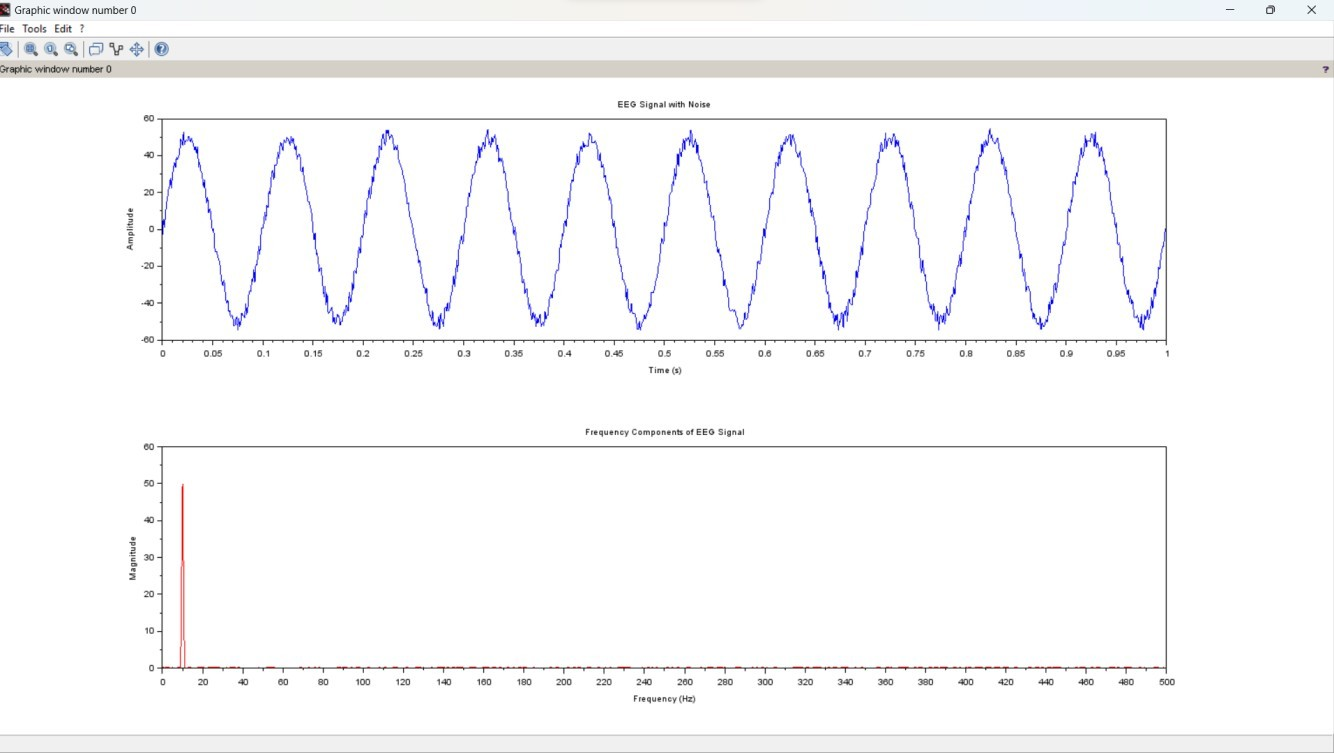 Graphic window number 0
File Tools Edit ?
Graphic window number 0 ?
EEG Signal with Noise
60
40
20
0
-20
-40
-60
Amplitude
0 0.05 0.1 0.15 0.2 0.25 0.3 0.35 0.4 0.45 0.5 0.55 0.6 0.65 0.7 0.75 0.8 0.85 0.9 0.95 1
Time (s)
Frequency Components of EEG Signal
60
50
40
30
20
10
0
Magnitude
0 20 40 60 80 100 120 140 160 180 200 220 240 260 280 300 320 340 360 380 400 420 440 460 480 500
Frequency (Hz)